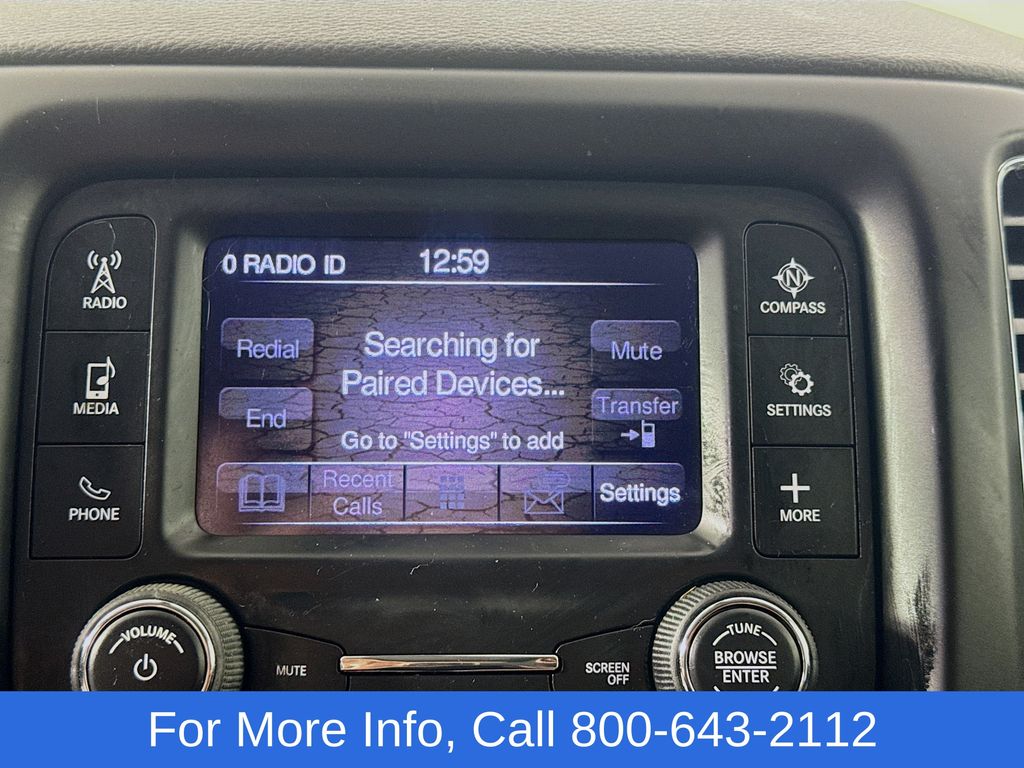 0 RADIO ID
12:59
RADIO
MEDIA
PHONE
Redial
End
Searching for
Paired Devices...
Go to "Settings" to add
Mute
Transfer
Recent
Calls
Settings
N
COMPASS
SETTINGS
MORE
VOLUME
MUTE
SCREEN
OFF
TUNE
BROWSE
ENTER
For More Info, Call 800-643-2112